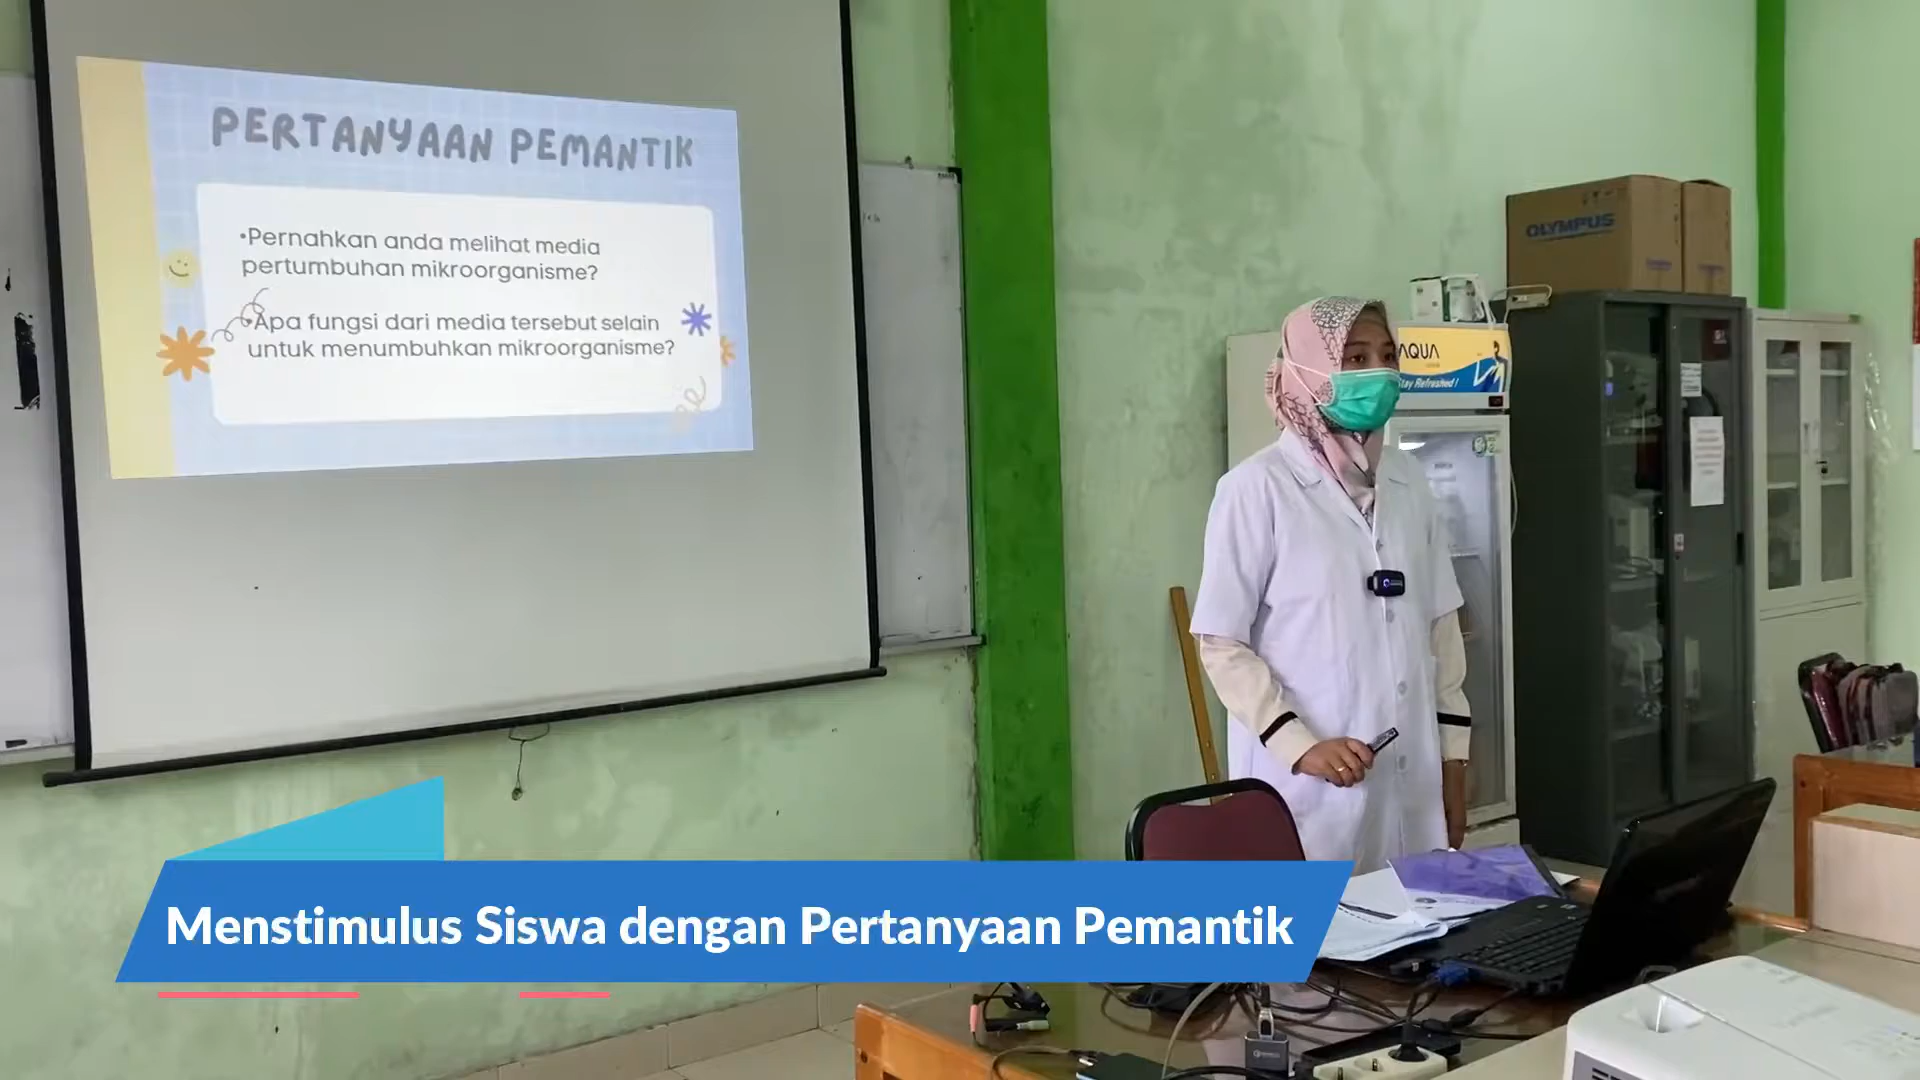 PERTANYAAN PEMANTIK
•Pernahkan anda melihat media
pertumbuhan mikroorganisme?
•Apa fungsi dari media tersebut selain
untuk menumbuhkan mikroorganisme?
OLYMPUS
AQUA
Stay Refreshed!
Menstimulus Siswa dengan Pertanyaan Pemantik